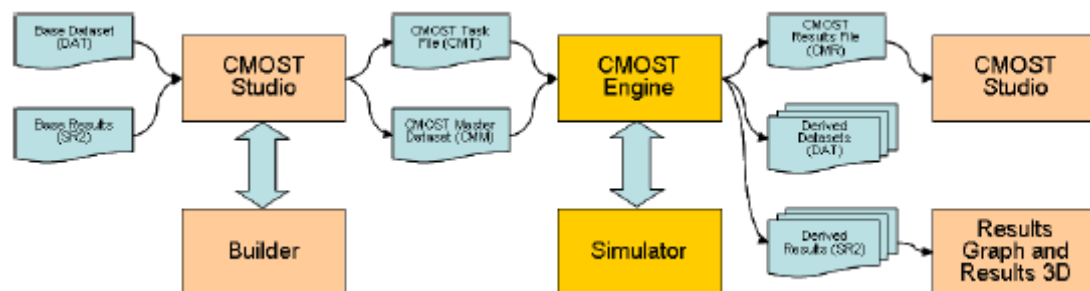 Base Dataset
(DAT)
Base Results
(SR2)
CMOST
Studio
Builder
CMOST Task
File (CMT)
CMOST Master
Dataset (CMM)
CMOST
Engine
Simulator
CMOST
Results File
(CMR)
Derived
Datasets
(DAT)
Derived
Results (SR2)
CMOST
Studio
Results
Graph and
Results 3D